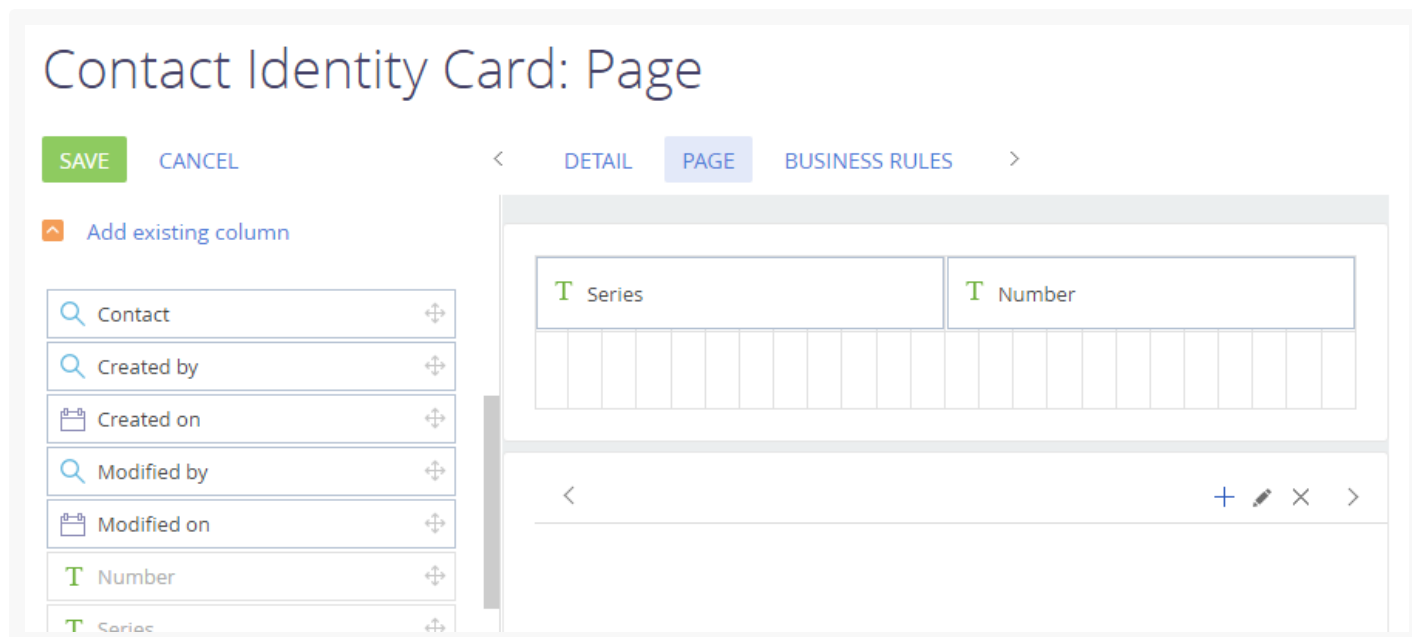 Contact Identity Card: Page
SAVE CANCEL DETAIL PAGE BUSINESS RULES
Add existing column
T Series T Number
Contact
Created by
Created on
Modified by
Modified on
T Number
T Series